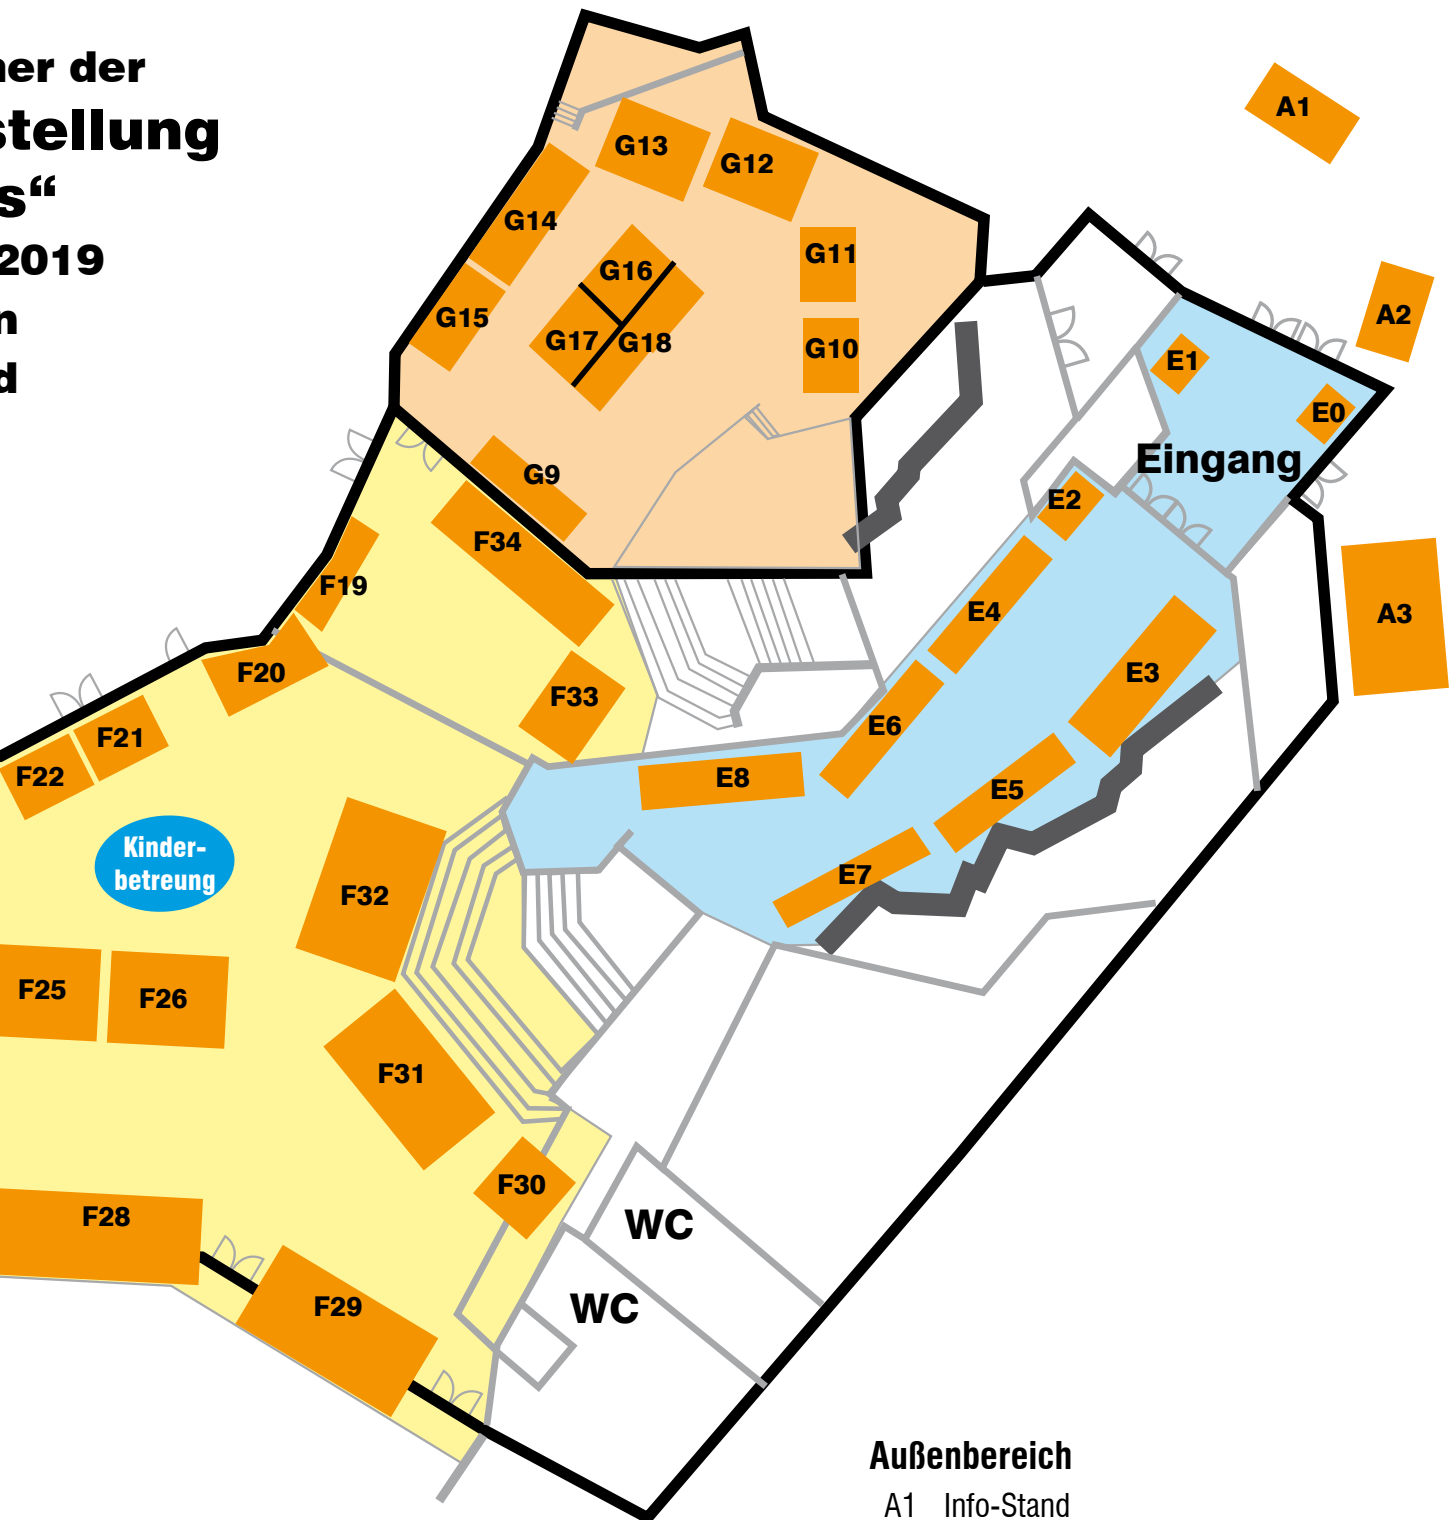 ner der
stellung
s“
2019
n
d
A1
G13
G12
G14
G11
G16
A2
G15
G17
G18
G10
E1
E0
Eingang
G9
E2
F34
F19
E4
A3
F20
E3
F33
E6
F21
F22
E8
E5
Kinder-
betreung
E7
F32
F25
F26
F31
F30
F28
WC
F29
WC
Außenbereich
A1 Info-Stand